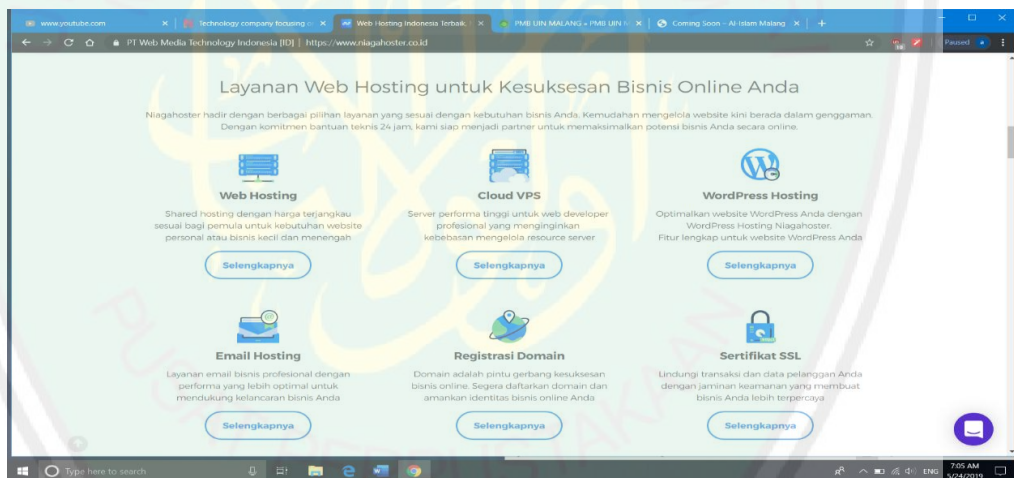 www.youtube.com
Technology company focusing
Web Hosting Indonesia Terbaik
PMB UIN MALANG » PMB UIN
Coming Soon – Al-Islam Malang
PT Web Media Technology Indonesia [ID] | https://www.niagahoster.co.id
Paused
Layanan Web Hosting untuk Kesuksesan Bisnis Online Anda
Niagahoster hadir dengan berbagai pilihan layanan yang sesuai dengan kebutuhan bisnis Anda. Kemudahan mengelola website kini berada dalam genggaman.
Dengan komitmen bantuan teknis 24 jam, kami siap menjadi partner untuk memaksimalkan potensi bisnis Anda secara online.
Web Hosting
Shared hosting dengan harga terjangkau
sesuai bagi pemula untuk kebutuhan website
personal atau bisnis kecil dan menengah
Selengkapnya
Cloud VPS
Server performa tinggi untuk web developer
profesional yang menginginkan
kebebasan mengelola resource server
Selengkapnya
WordPress Hosting
Optimalkan website WordPress Anda dengan
WordPress Hosting Niagahoster.
Fitur lengkap untuk website WordPress Anda
Selengkapnya
Email Hosting
Layanan email bisnis profesional dengan
performa yang lebih optimal untuk
mendukung kelancaran bisnis Anda
Selengkapnya
Registrasi Domain
Domain adalah pintu gerbang kesuksesan
bisnis online. Segera daftarkan domain dan
amankan identitas bisnis online Anda
Selengkapnya
Sertifikat SSL
Lindungi transaksi dan data pelanggan Anda
dengan jaminan keamanan yang membuat
bisnis Anda lebih terpercaya
Selengkapnya
Type here to search
ENG
7:05 AM
5/24/2019